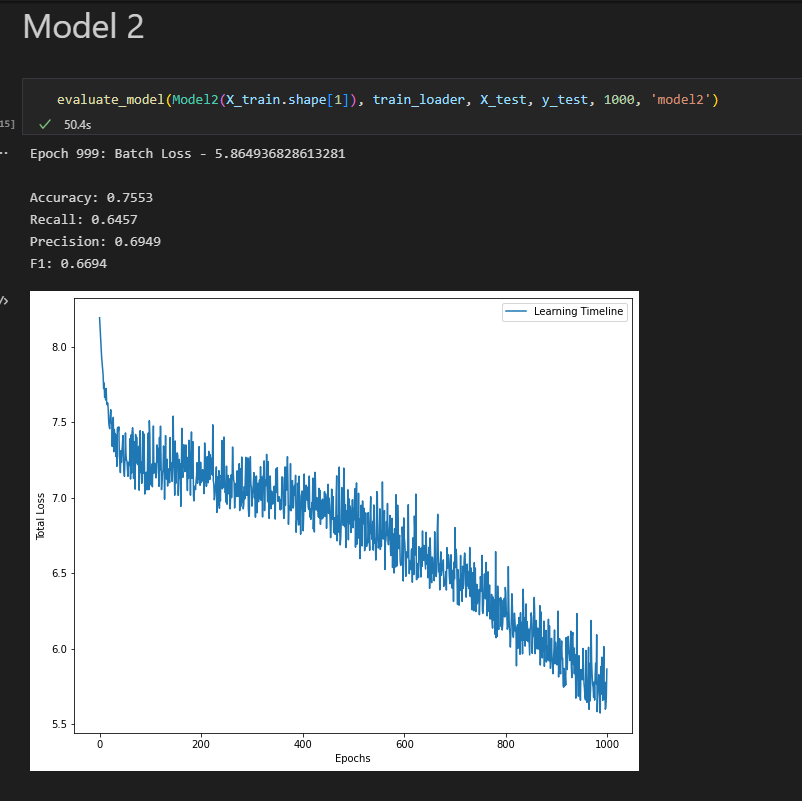 Model 2
evaluate_model(Model2(X_train.shape[1]), train_loader, X_test, y_test, 1000, 'model2')
15]
50.4s
Epoch 999: Batch Loss - 5.864936828613281
Accuracy: 0.7553
Recall: 0.6457
Precision: 0.6949
F1: 0.6694
Learning Timeline
8.0
7.5
7.0
6.5
6.0
5.5
Total Loss
0 200 400 600 800 1000
Epochs